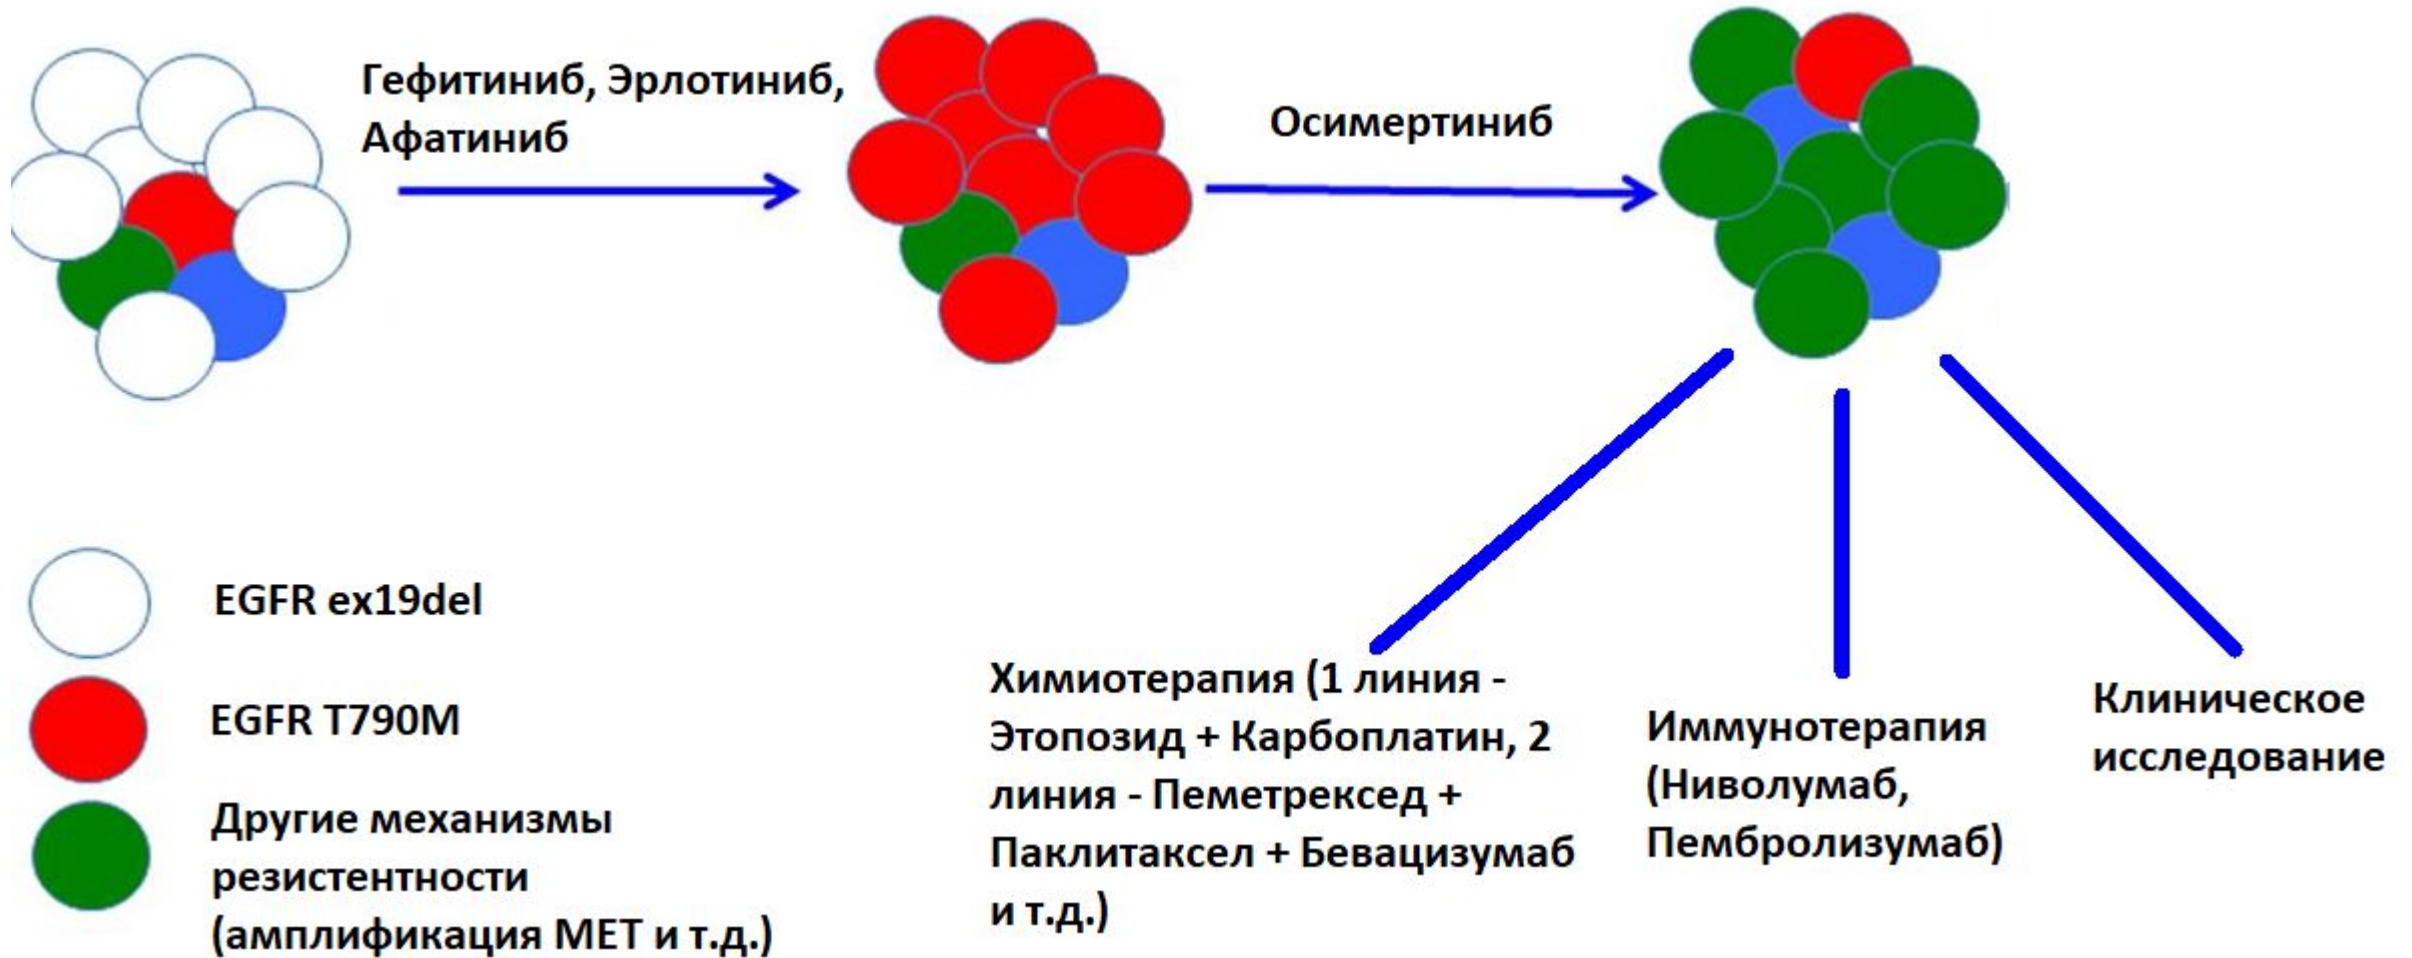 Гефитиниб, Эрлотиниб,
Афатиниб
Осимертиниб
EGFR ex19del
EGFR T790M
Другие механизмы
резистентности
(амплификация MET и т.д.)
Химиотерапия (1 линия -
Этопозид + Карбоплатин, 2
линия - Пеметрексед +
Паклитаксел + Бевацизумаб
и т.д.)
Иммунотерапия
(Ниволумаб,
Пембролизумаб)
Клиническое
исследование